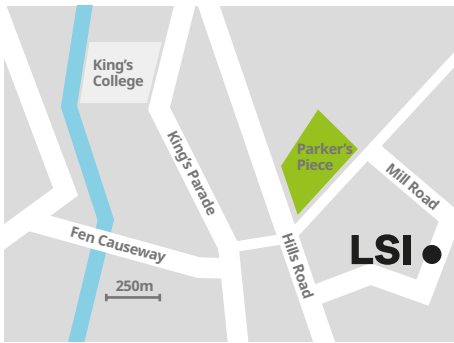 King's
College
Parker's
Piece
King's Parade
Mill Road
Fen Causeway
Hills Road
LSI
250m